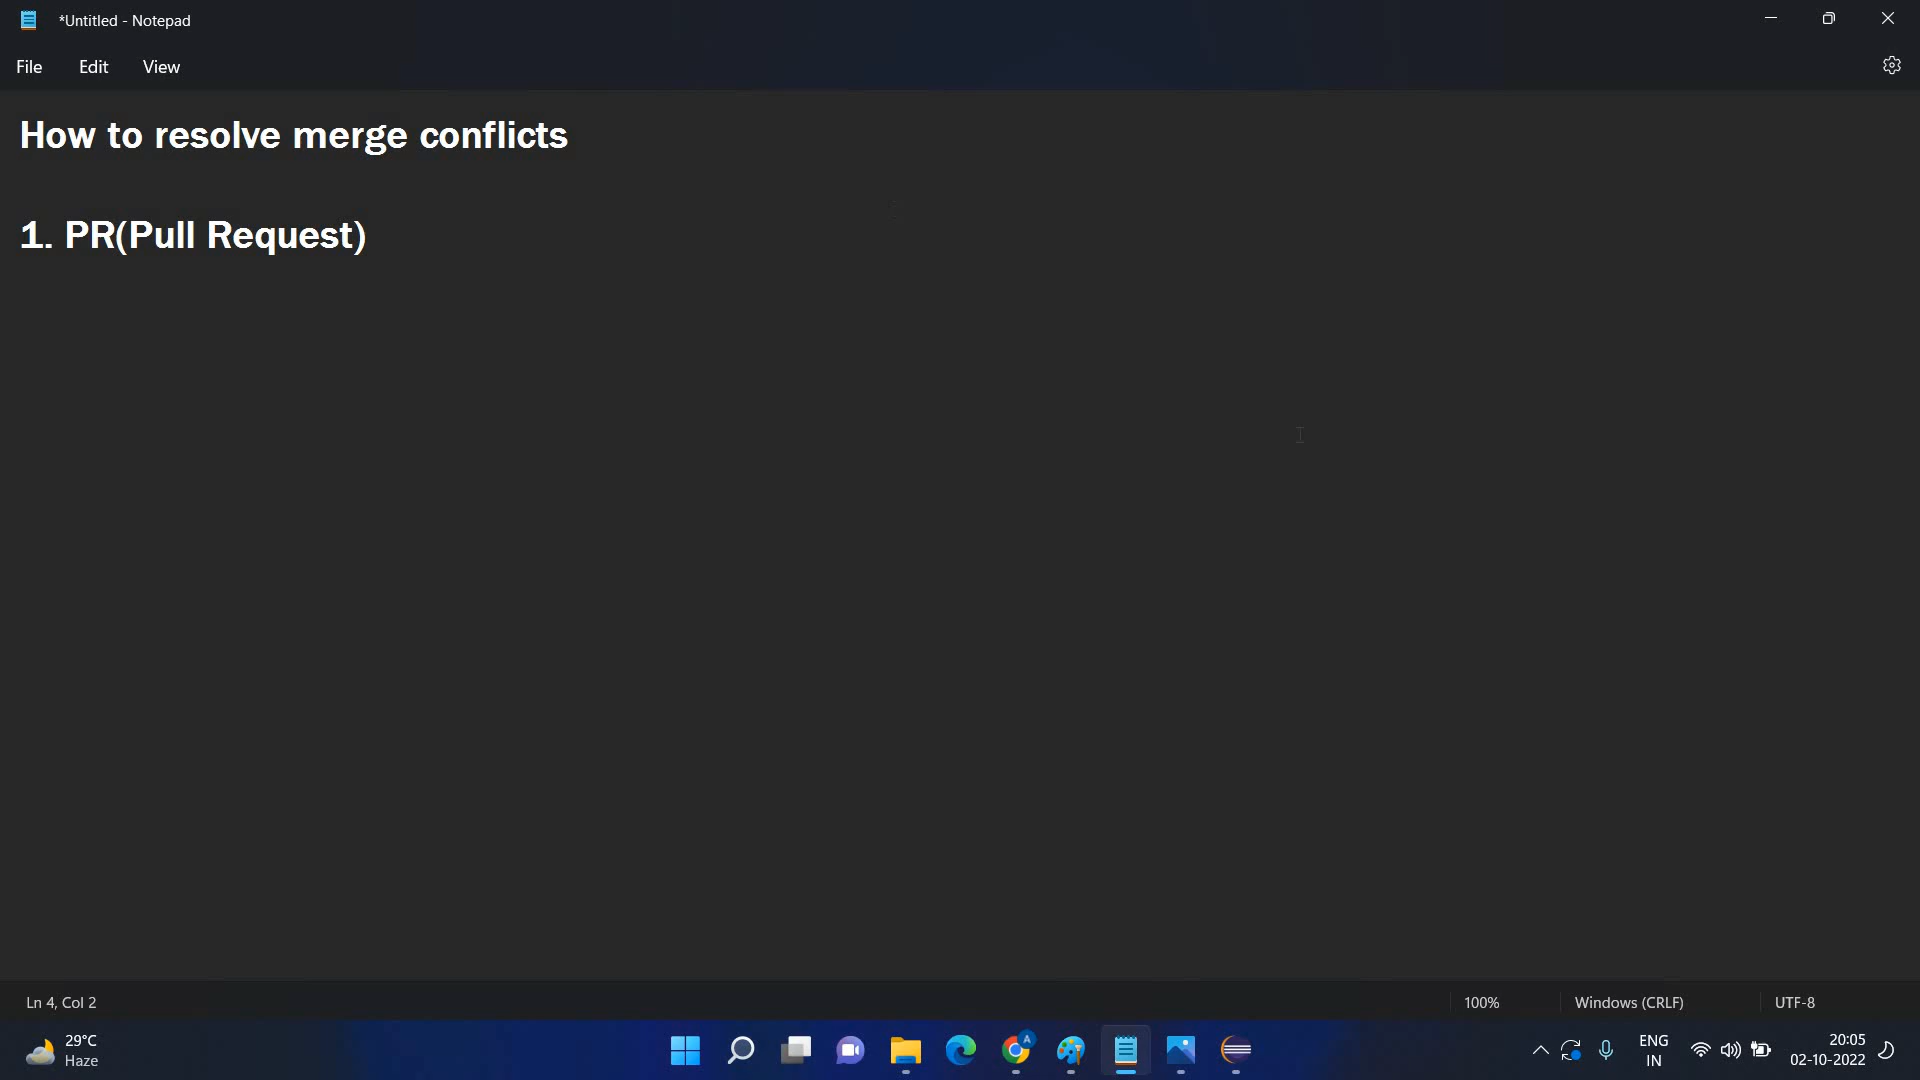 *Untitled - Notepad
File Edit View
How to resolve merge conflicts
1. PR(Pull Request)
Ln 4, Col 2
100%
Windows (CRLF)
UTF-8
29°C
Haze
A
ENG
IN
20:05
02-10-2022